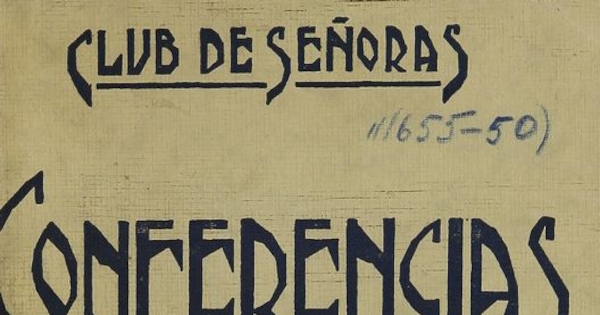 CLUB DE SEÑORAS
11(655-50)
CONFERENCIAS